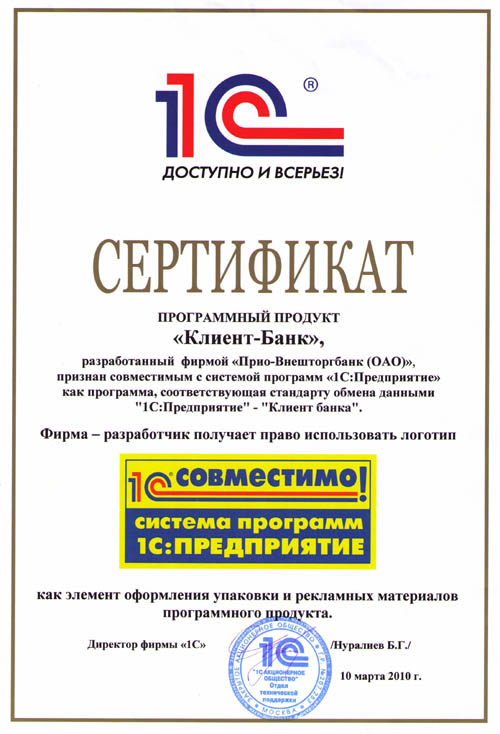 1С®
ДОСТУПНО И ВСЕРЬЕЗ!
СЕРТИФИКАТ
ПРОГРАММНЫЙ ПРОДУКТ
«Клиент-Банк»,
разработанный фирмой «Прио-Внешторгбанк (ОАО)»,
признан совместимым с системой программ «1С:Предприятие»
как программа, соответствующая стандарту обмена данными
"1С:Предприятие" - "Клиент банка".
Фирма – разработчик получает право использовать логотип
1С® СОВМЕСТИМО!
система программ
1С:ПРЕДПРИЯТИЕ
как элемент оформления упаковки и рекламных материалов
программного продукта.
Директор фирмы «1С» /Нуралиев Б.Г./
10 марта 2010 г.
1С
"1С АКЦИОНЕРНОЕ
ОБЩЕСТВО"
Отдел
технической
поддержки
МОСКВА